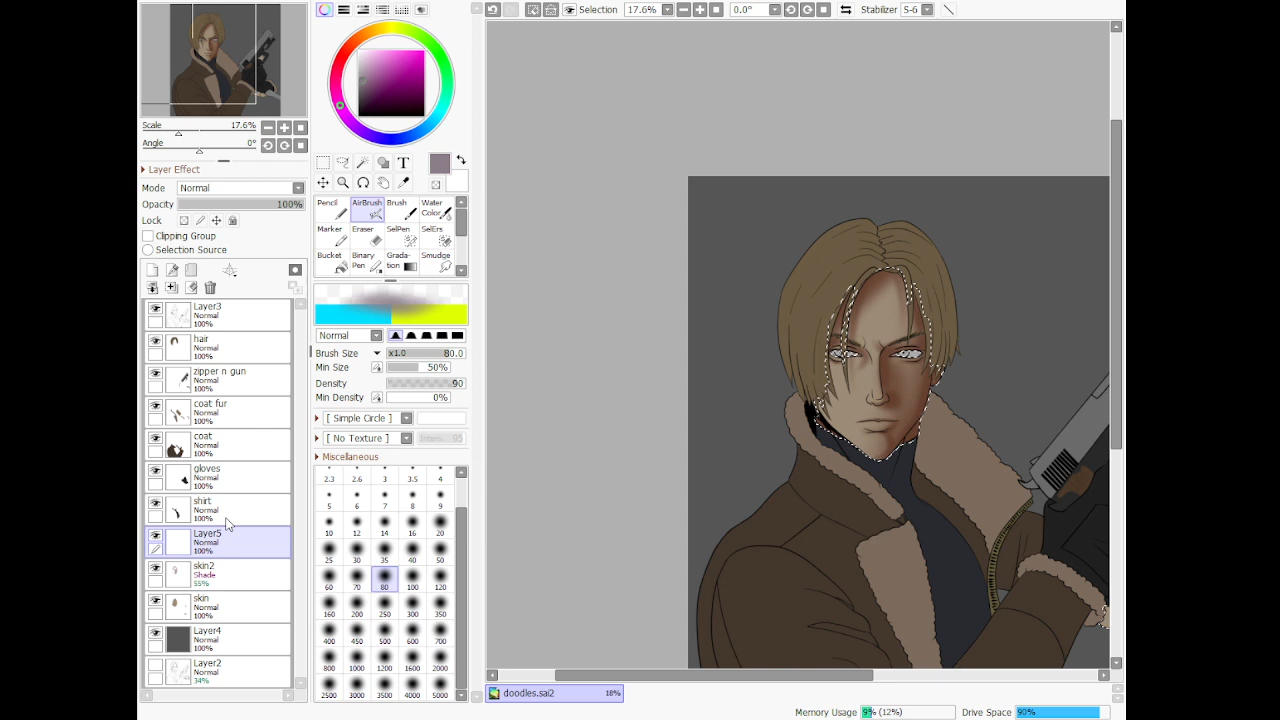 Selection 17.6% 0.0° Stabilizer S-6
Scale 17.6%
Angle 0°
Layer Effect
Mode Normal
Opacity 100%
Lock
Clipping Group
Selection Source
Layer3
Normal
100%
hair
Normal
100%
zipper n gun
Normal
100%
coat fur
Normal
100%
coat
Normal
100%
gloves
Normal
100%
shirt
Normal
100%
Layer5
Normal
100%
skin2
Shade
55%
skin
Normal
100%
Layer4
Normal
100%
Layer2
34%
T
Pencil AirBrush Brush Water Color
Marker Eraser SelPen SelErs
Bucket Binary Pen Grada-tion Smudge
Normal
Brush Size x1.0 80.0
Min Size 50%
Density 90
Min Density 0%
[ Simple Circle ]
[ No Texture ] 95
Miscellaneous
2.3 2.6 3 3.5 4
5 6 7 8 9
10 12 14 16 20
25 30 35 40 50
60 70 80 100 120
160 200 250 300 350
400 450 500 600 700
800 1000 1200 1600 2000
2500 3000 3500 4000 5000
doodles.sai2 18%
Memory Usage 9% (12%) Drive Space 90%